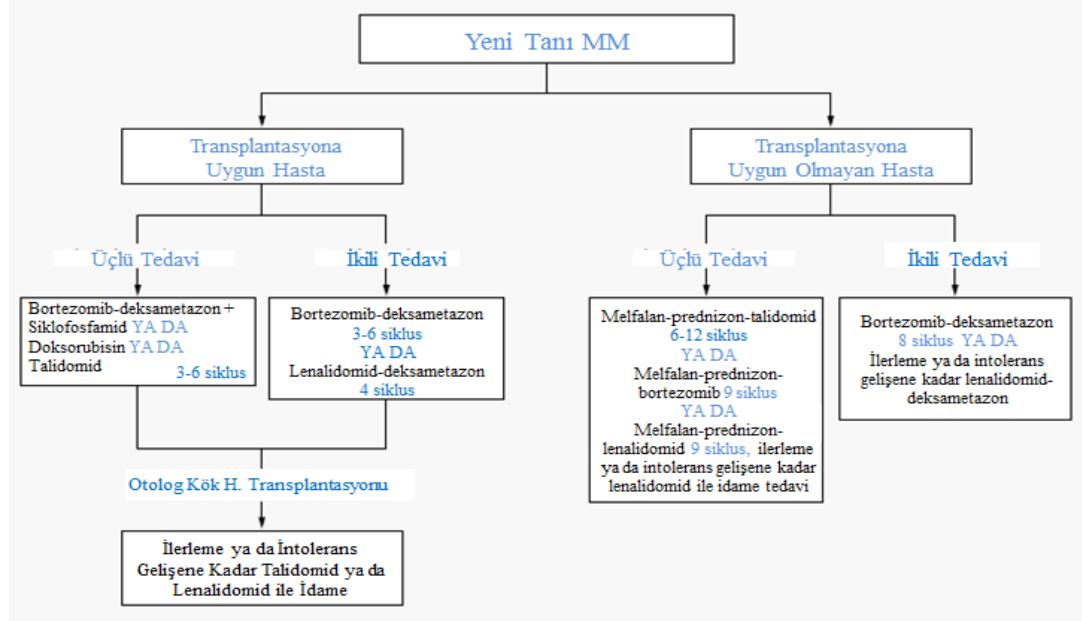 Yeni Tanı MM
Transplantasyona
Uygun Hasta
Transplantasyona
Uygun Olmayan Hasta
Üçlü Tedavi
İkili Tedavi
Üçlü Tedavi
İkili Tedavi
Bortezomib-deksametazon +
Siklofosfamid YA DA
Doksorubisin YA DA
Talidomid
3-6 siklus
Bortezomib-deksametazon
3-6 siklus
YA DA
Lenalidomid-deksametazon
4 siklus
Melfalan-prednizon-talidomid
6-12 siklus
YA DA
Melfalan-prednizon-
bortezomib 9 siklus
YA DA
Melfalan-prednizon-
lenalidomid 9 siklus, ilerleme
ya da intolerans gelişene kadar
lenalidomid ile idame tedavi
Bortezomib-deksametazon
8 siklus YA DA
İlerleme ya da intolerans
gelişene kadar lenalidomid-
deksametazon
Otolog Kök H. Transplantasyonu
İlerleme ya da İntolerans
Gelişene Kadar Talidomid ya da
Lenalidomid ile İdame